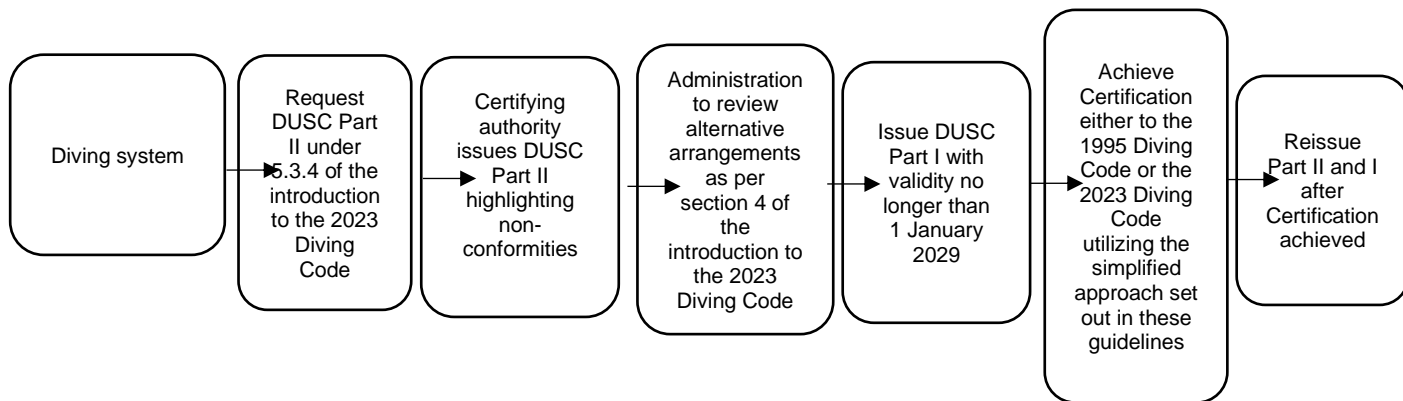 Diving system
Request
DUSC Part
II under
5.3.4 of the
introduction
to the 2023
Diving
Code
Certifying
authority
issues DUSC
Part II
highlighting
non-
conformities
Administration
to review
alternative
arrangements
as per
section 4 of
the
introduction to
the 2023
Diving Code
Issue DUSC
Part I with
validity no
longer than
1 January
2029
Achieve
Certification
either to the
1995 Diving
Code or the
2023 Diving
Code
utilizing the
simplified
approach set
out in these
guidelines
Reissue
Part II and I
after
Certification
achieved